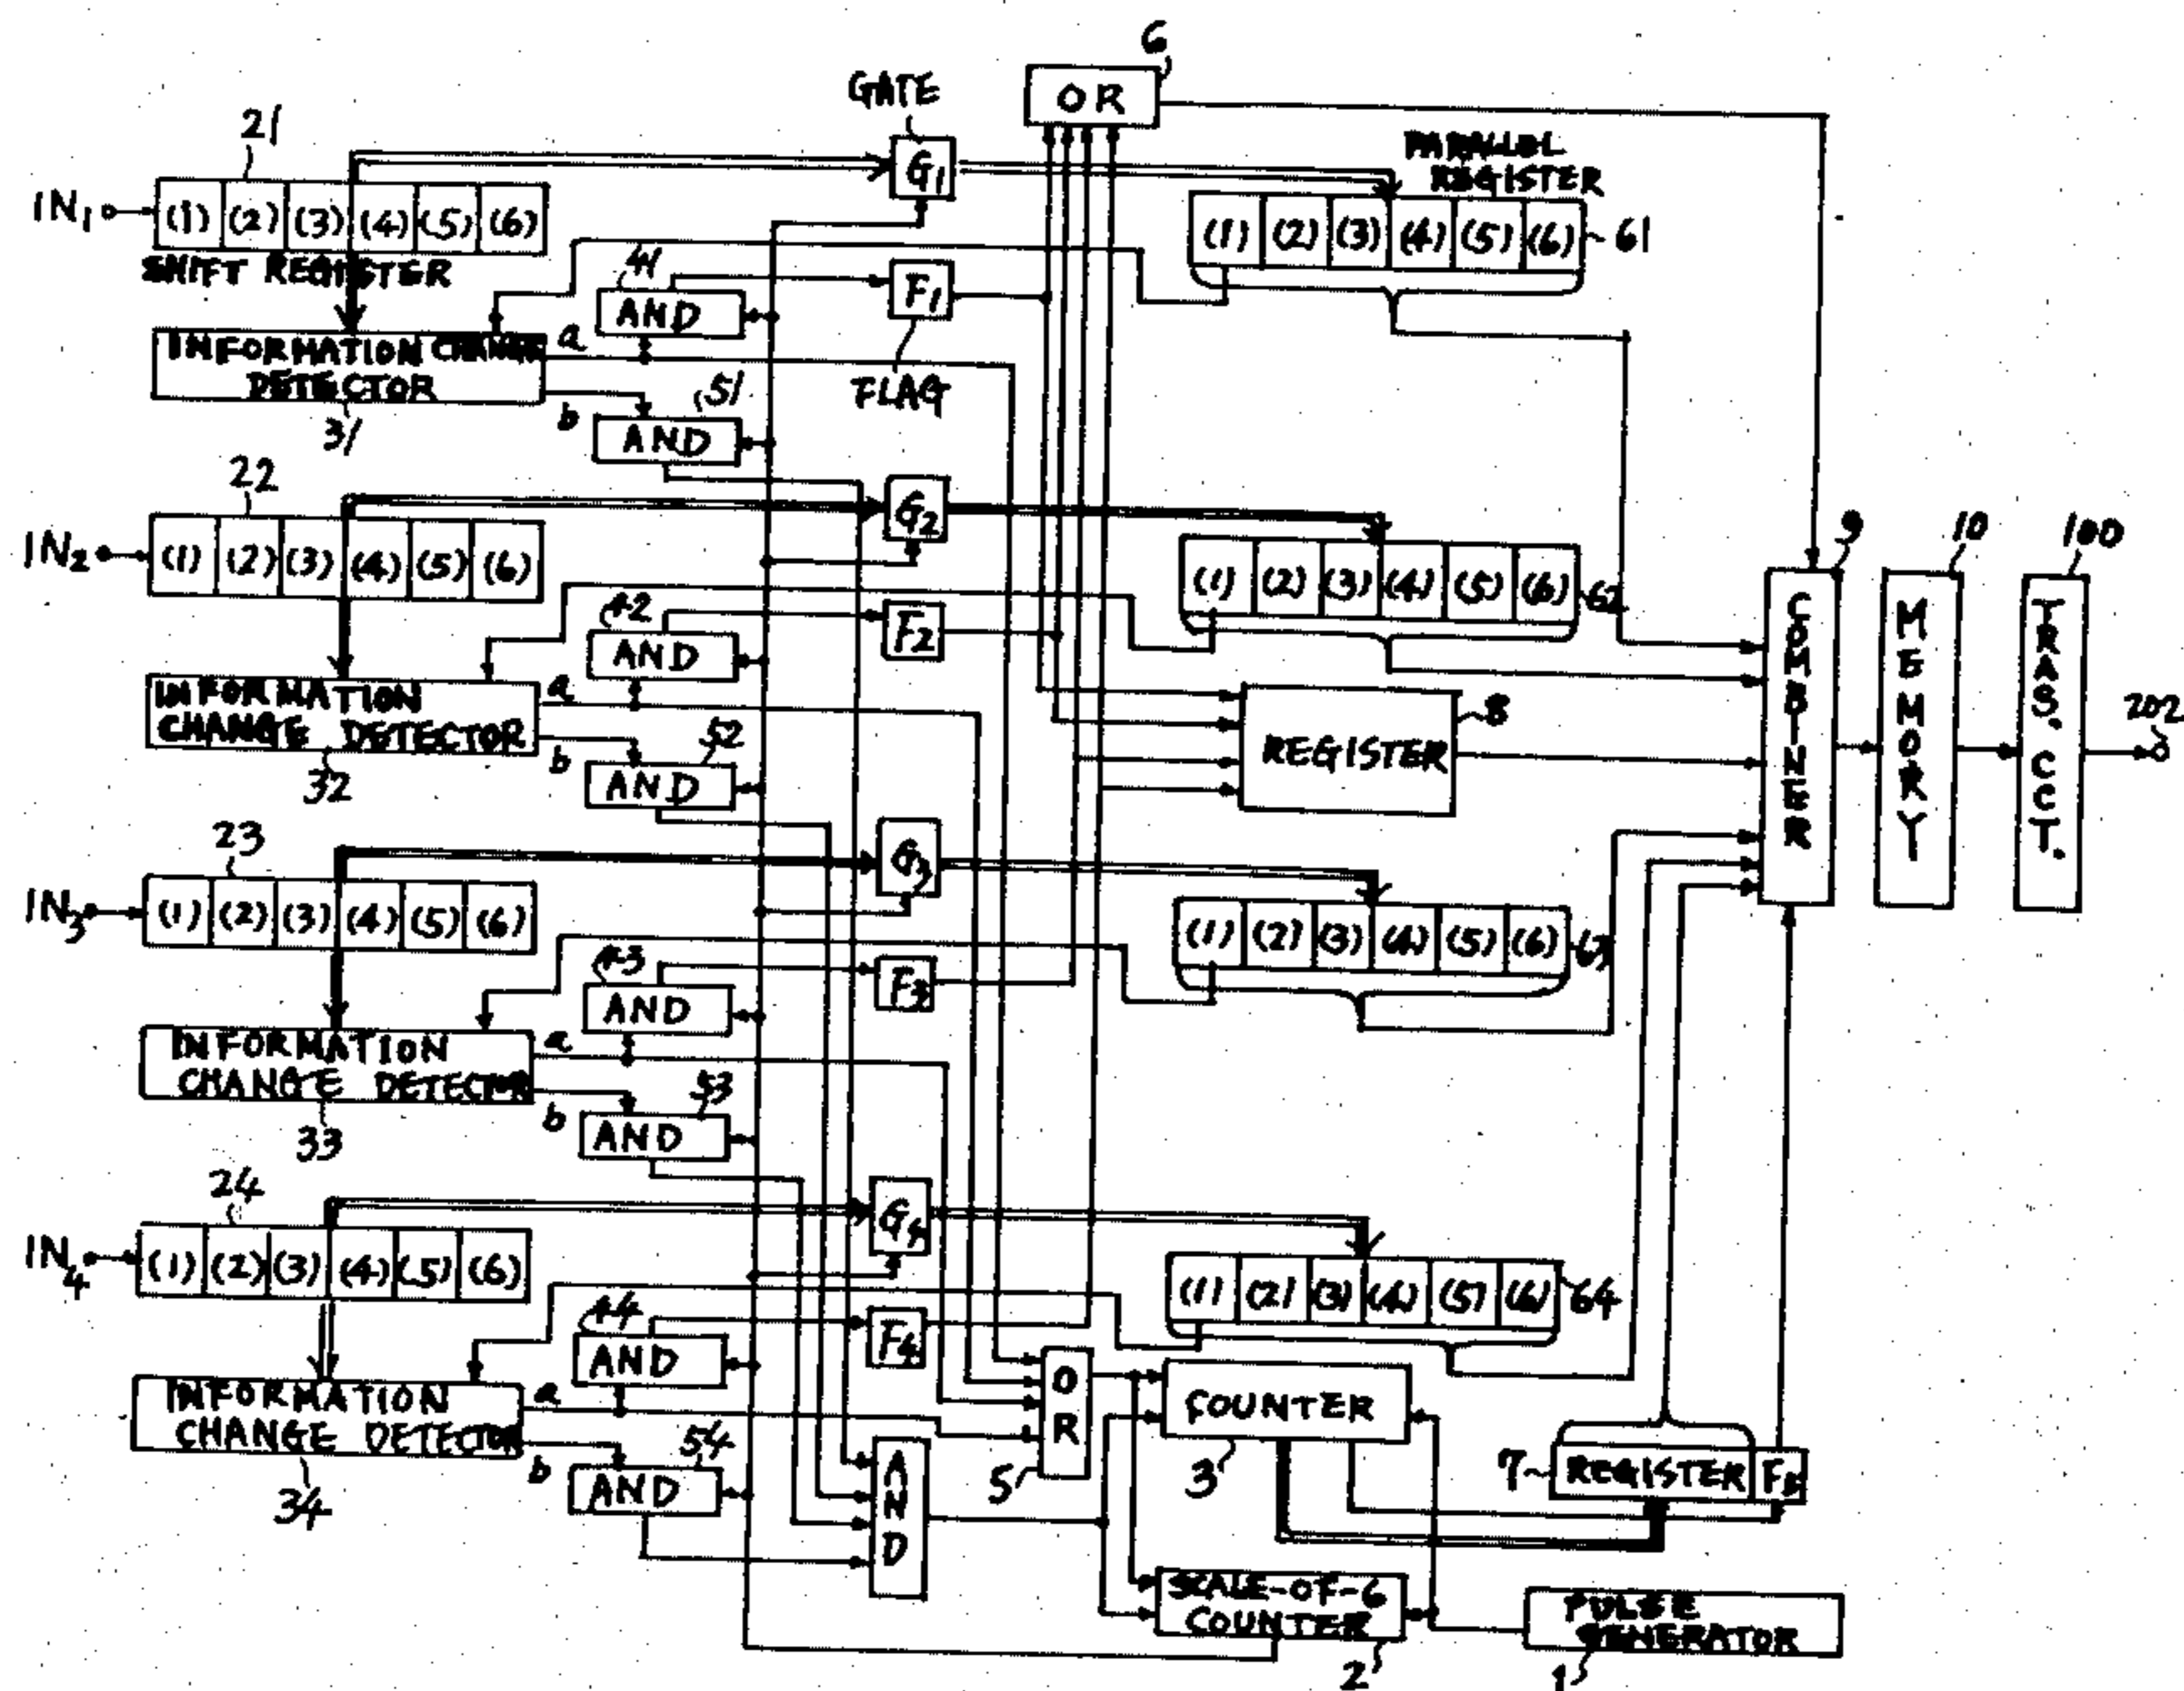 6
GATE
OR
21
G1
PARALLEL
REGISTER
IN1
(1) (2) (3) (4) (5) (6)
(1) (2) (3) (4) (5) (6)
61
SHIFT REGISTER
41
AND
F1
INFORMATION CHANGE
DETECTOR
a
51
FLAG
31
b
AND
22
G2
9
10
100
IN2
(1) (2) (3) (4) (5) (6)
(1) (2) (3) (4) (5) (6)
62
42
AND
F2
COMBINER
MEMORY
TRAS. CCT.
INFORMATION
CHANGE DETECTOR
a
52
8
202
32
b
AND
REGISTER
23
G3
IN3
(1) (2) (3) (4) (5) (6)
(1) (2) (3) (4) (5) (6)
63
43
AND
F3
INFORMATION
CHANGE DETECTOR
a
53
33
b
AND
24
G4
IN4
(1) (2) (3) (4) (5) (6)
(1) (2) (3) (4) (5) (6)
64
44
AND
F4
OR
COUNTER
INFORMATION
CHANGE DETECTOR
a
54
34
b
AND
AND
5
3
7
REGISTER
SCALE-OF-6
COUNTER
PULSE
GENERATOR
2
1